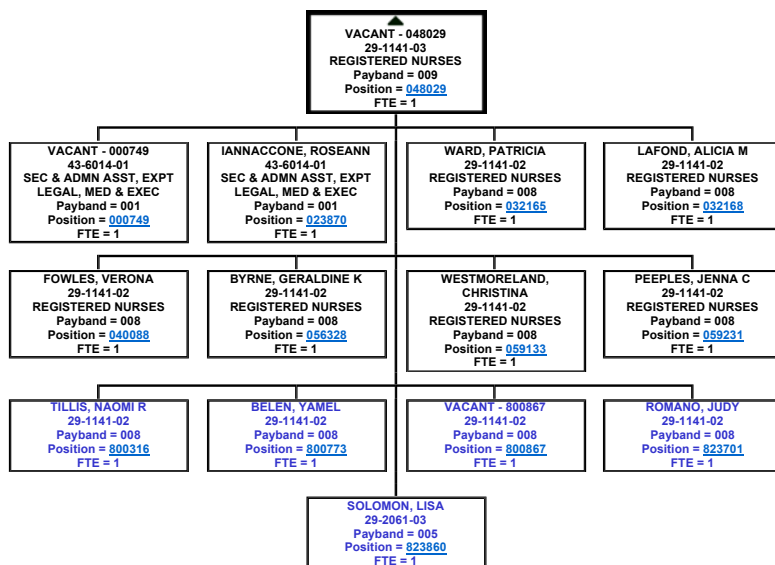 VACANT - 048029
29-1141-03
REGISTERED NURSES
Payband = 009
Position = 048029
FTE = 1
VACANT - 000749
43-6014-01
SEC & ADMN ASST, EXPT
LEGAL, MED & EXEC
Payband = 001
Position = 000749
FTE = 1
IANNACCONE, ROSEANN
43-6014-01
SEC & ADMN ASST, EXPT
LEGAL, MED & EXEC
Payband = 001
Position = 023870
FTE = 1
WARD, PATRICIA
29-1141-02
REGISTERED NURSES
Payband = 008
Position = 032165
FTE = 1
LAFOND, ALICIA M
29-1141-02
REGISTERED NURSES
Payband = 008
Position = 032168
FTE = 1
FOWLES, VERONA
29-1141-02
REGISTERED NURSES
Payband = 008
Position = 040088
FTE = 1
BYRNE, GERALDINE K
29-1141-02
REGISTERED NURSES
Payband = 008
Position = 056328
FTE = 1
WESTMORELAND,
CHRISTINA
29-1141-02
REGISTERED NURSES
Payband = 008
Position = 059133
FTE = 1
PEEPLES, JENNA C
29-1141-02
REGISTERED NURSES
Payband = 008
Position = 059231
FTE = 1
TILLIS, NAOMI R
29-1141-02
Payband = 008
Position = 800316
FTE = 1
BELEN, YAMEL
29-1141-02
Payband = 008
Position = 800773
FTE = 1
VACANT - 800867
29-1141-02
Payband = 008
Position = 800867
FTE = 1
ROMANO, JUDY
29-1141-02
Payband = 008
Position = 823701
FTE = 1
SOLOMON, LISA
29-2061-03
Payband = 005
Position = 823860
FTE = 1